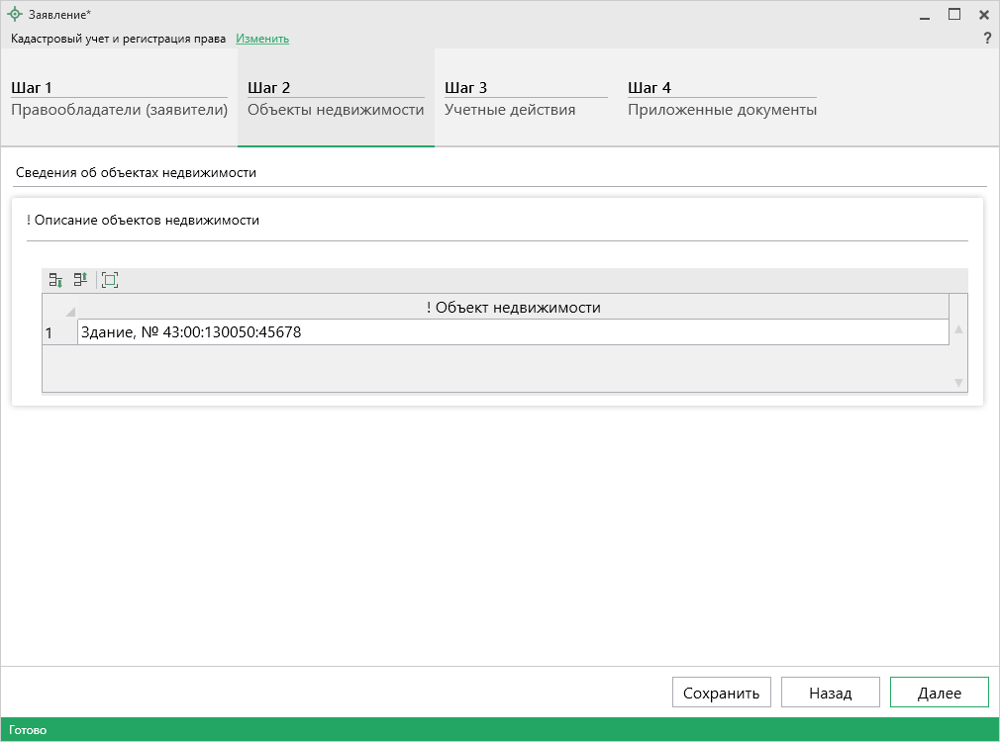 Заявление*
Кадастровый учет и регистрация права Изменить ?
Шаг 1
Правообладатели (заявители)
Шаг 2
Объекты недвижимости
Шаг 3
Учетные действия
Шаг 4
Приложенные документы
Сведения об объектах недвижимости
! Описание объектов недвижимости
! Объект недвижимости
1 Здание, № 43:00:130050:45678
Сохранить Назад Далее
Готово